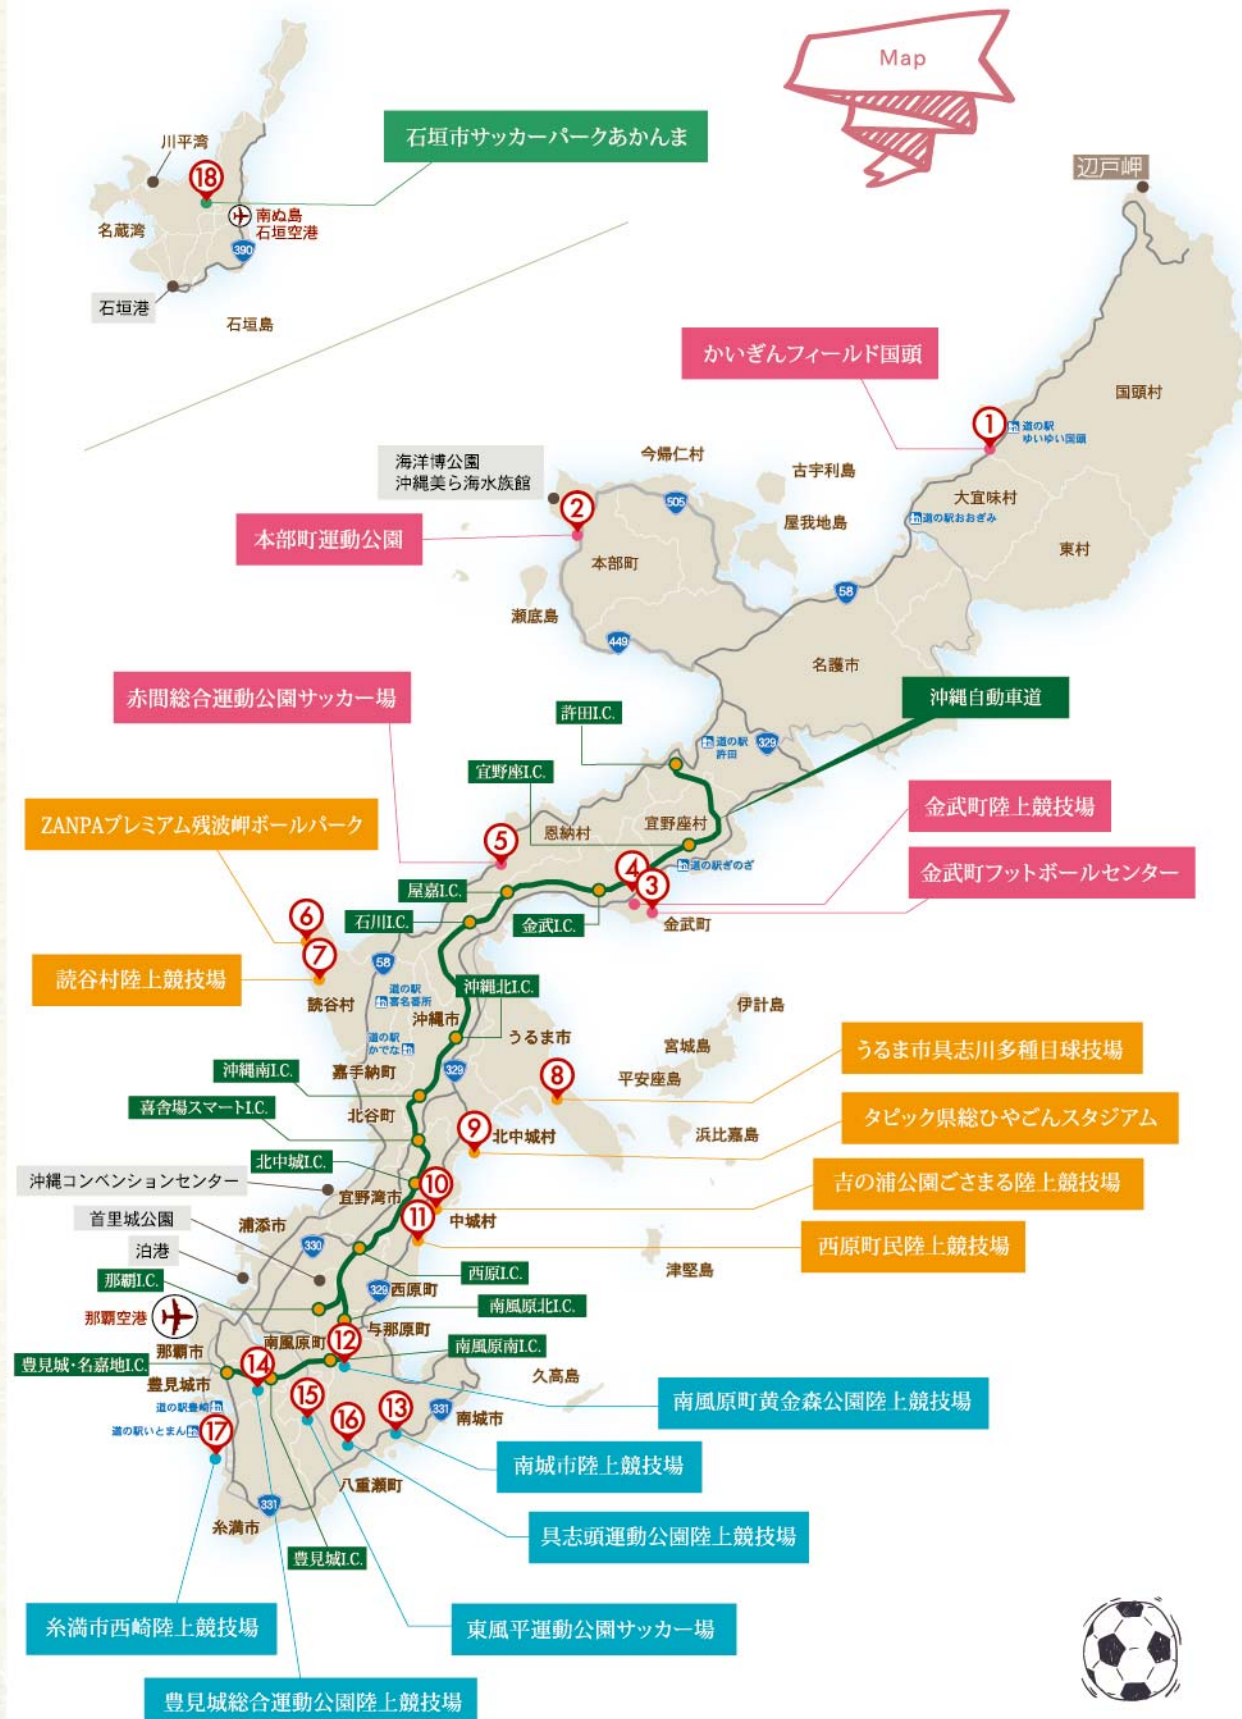 Map
石垣市サッカーパークあかんま
川平湾
18
名蔵湾
南ぬ島
石垣空港
390
石垣港
石垣島
辺戸岬
かいぎんフィールド国頭
国頭村
1
道の駅
ゆいゆい国頭
海洋博公園
沖縄美ら海水族館
今帰仁村
古宇利島
505
大宜味村
道の駅おおぎみ
2
屋我地島
本部町運動公園
本部町
東村
58
瀬底島
449
名護市
赤間総合運動公園サッカー場
沖縄自動車道
許田I.C.
道の駅
許田
329
宜野座I.C.
金武町陸上競技場
ZANPAプレミアム残波岬ボールパーク
恩納村
宜野座村
5
道の駅ぎのざ
4
3
金武町フットボールセンター
屋嘉I.C.
石川I.C.
金武I.C.
金武町
6
7
58
読谷村陸上競技場
読谷村
道の駅
喜名番所
沖縄北I.C.
沖縄市
うるま市
伊計島
道の駅
かでな
宮城島
うるま市具志川多種目球技場
沖縄南I.C.
嘉手納町
329
8
平安座島
喜舎場スマートI.C.
北谷町
タピック県総ひやごんスタジアム
9
北中城村
浜比嘉島
北中城I.C.
沖縄コンベンションセンター
宜野湾市
10
吉の浦公園ごさまる陸上競技場
首里城公園
浦添市
11
中城村
泊港
330
西原町民陸上競技場
那覇I.C.
西原I.C.
津堅島
329
西原町
那覇空港
南風原北I.C.
那覇市
南風原町
与那原町
12
南風原南I.C.
豊見城・名嘉地I.C.
豊見城市
14
久高島
道の駅豊崎
15
13
331
南風原町黄金森公園陸上競技場
道の駅いとまん
17
16
南城市
南城市陸上競技場
八重瀬町
331
糸満市
具志頭運動公園陸上競技場
豊見城I.C.
糸満市西崎陸上競技場
東風平運動公園サッカー場
豊見城総合運動公園陸上競技場